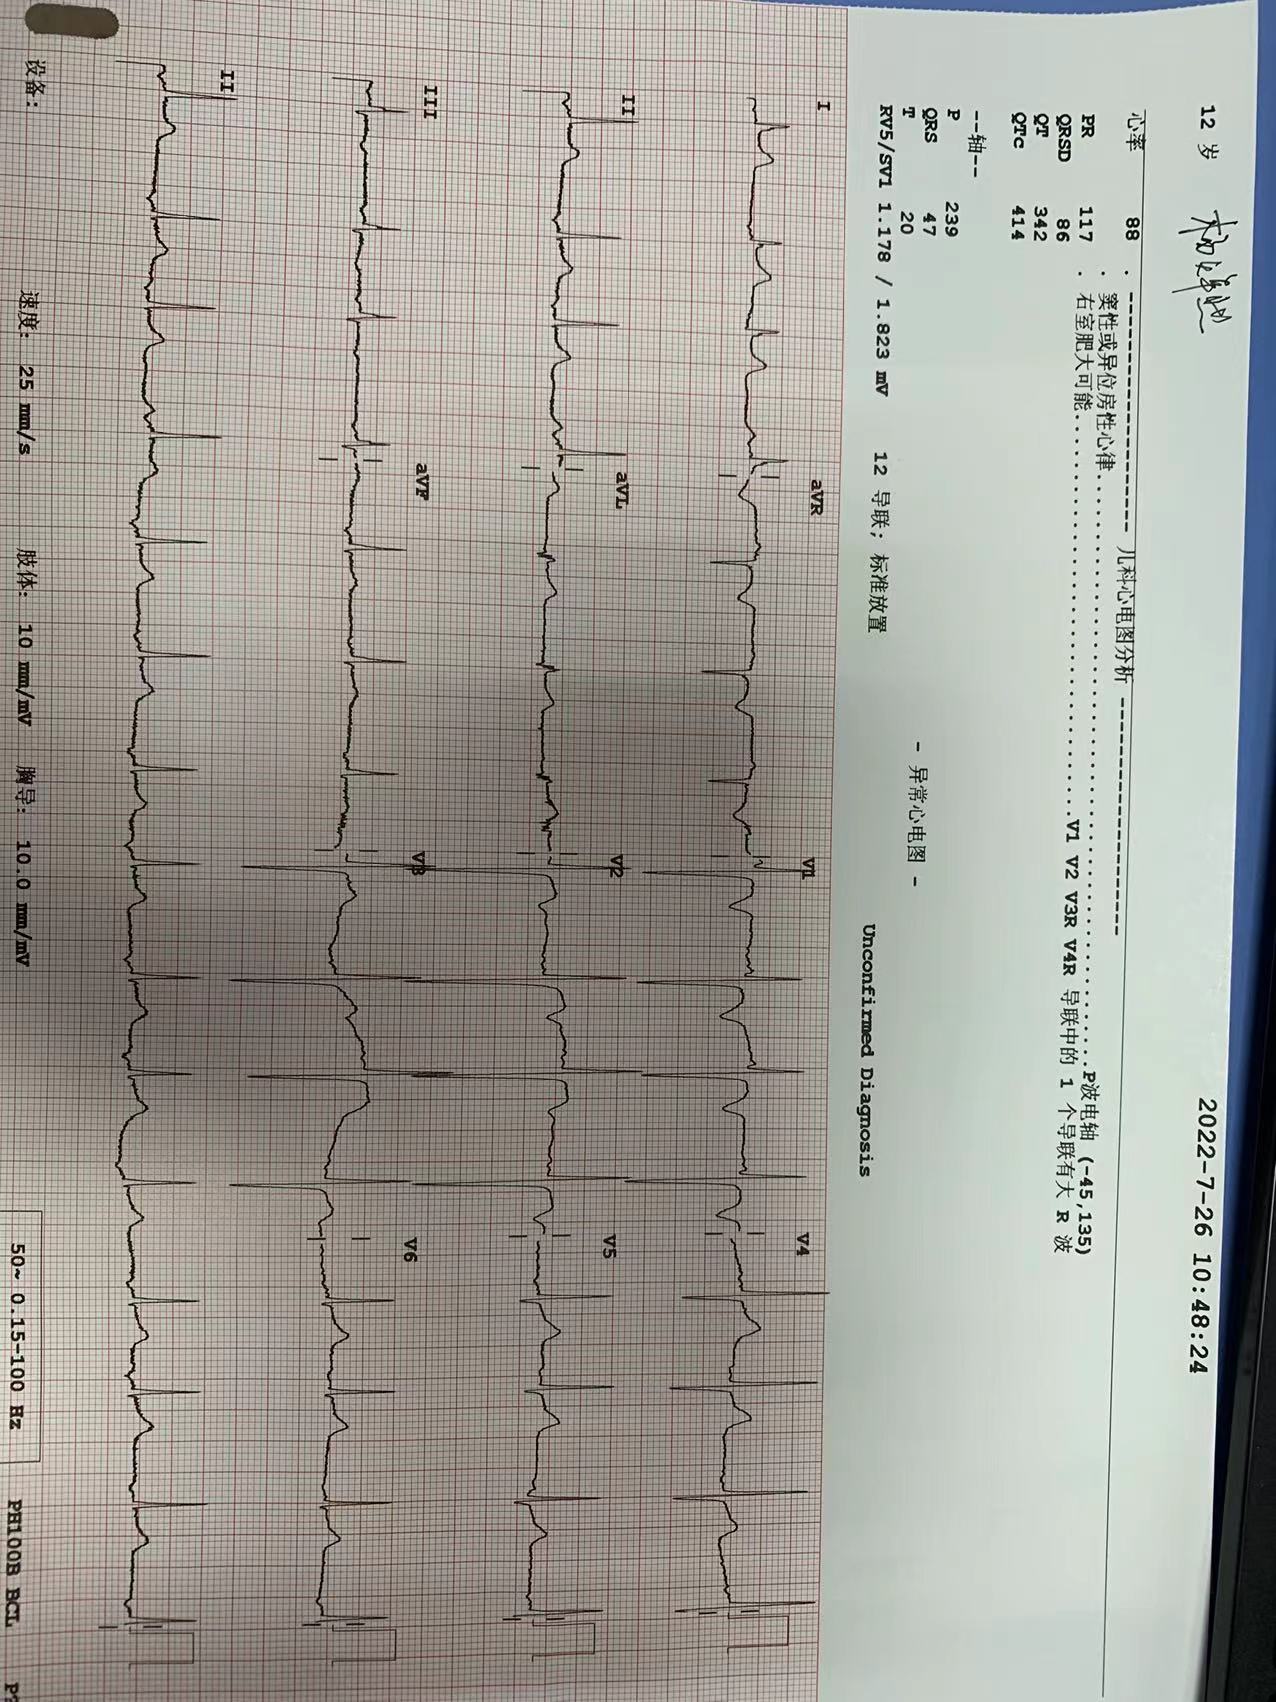 12 岁
2022-7-26 10:48:24
心率 88 . ---------------------- 儿科心电图分析 ----------------------
. 窦性或异位房性心律........................................P波电轴 (-45,135)
PR 117 . 右室肥大可能........................................V1 V2 V3R V4R 导联中的 1 个导联有大 R 波
QRSD 86
QT 342
QTc 414
--轴--
P 239
QRS 47
T 20
- 异常心电图 -
RV5/SV1 1.178 / 1.823 mV 12 导联; 标准放置
Unconfirmed Diagnosis
I aVR V1 V4
II aVL V2 V5
III aVF V3 V6
II
设备: 速度: 25 mm/s 肢体: 10 mm/mV 胸导: 10.0 mm/mV 50~ 0.15-100 Hz PH100B BCL